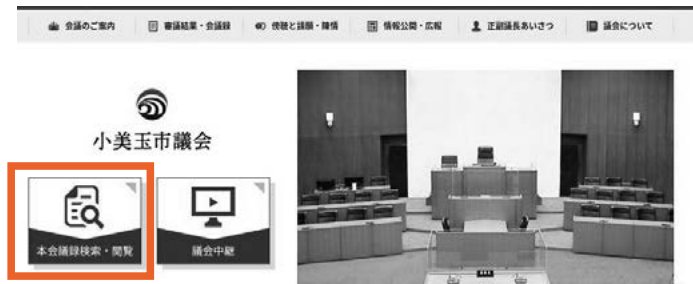 会議のご案内
審議結果・会議録
傍聴と請願・陳情
情報公開・広報
正副議長あいさつ
議会について
小美玉市議会
本会議録検索・閲覧
議会中継